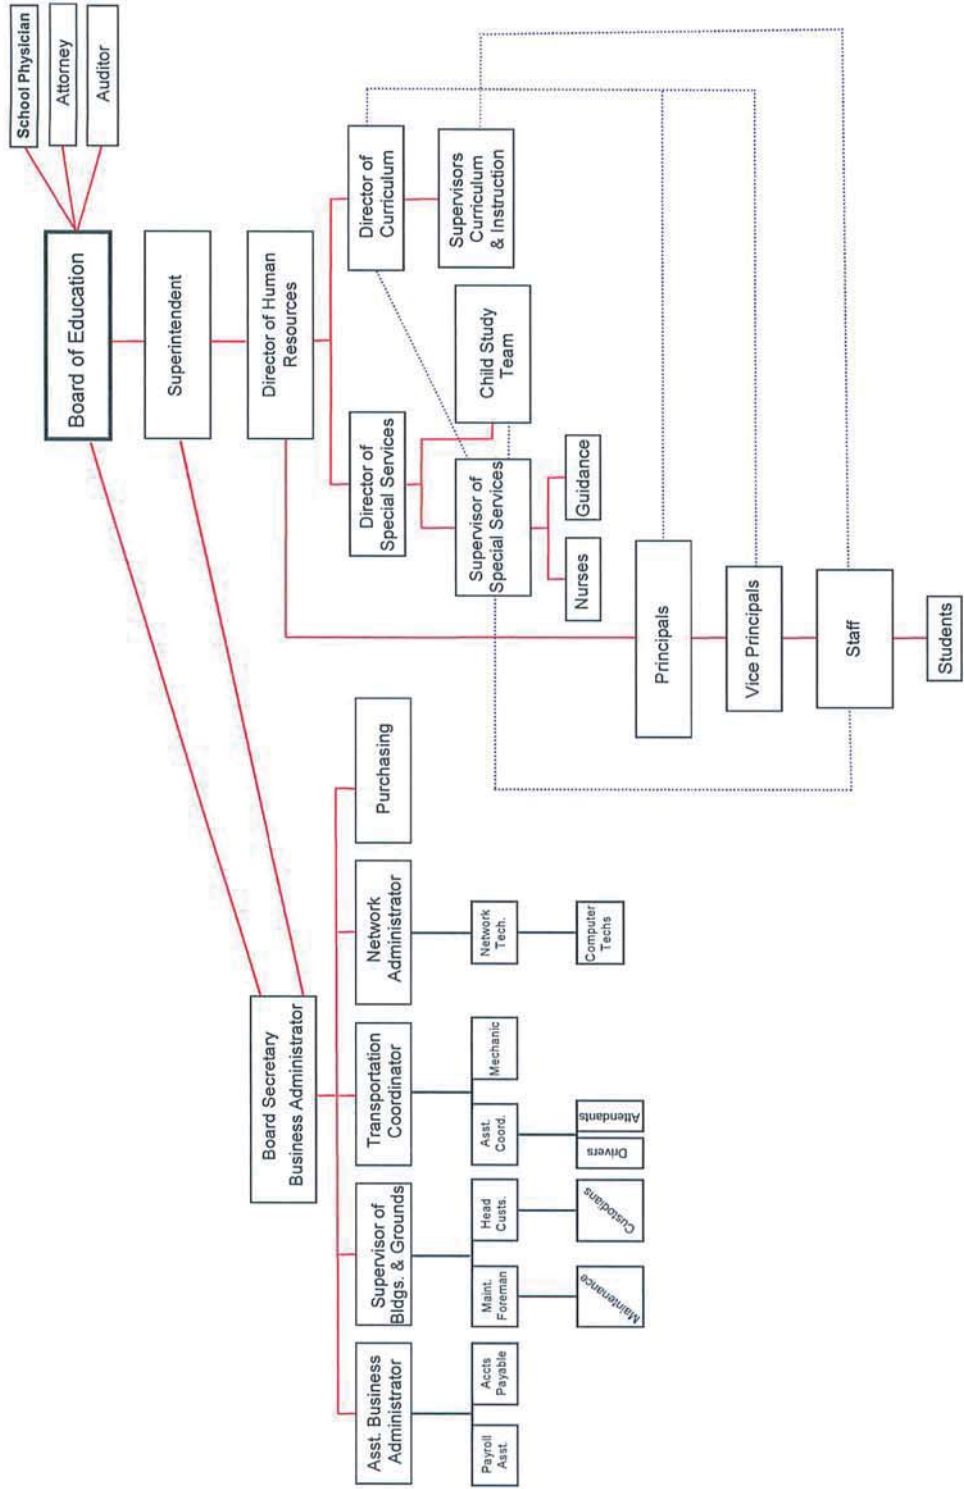 School Physician
Attorney
Auditor
Board of Education
Superintendent
Director of Human
Resources
Board Secretary
Business Administrator
Asst. Business
Administrator
Supervisor of
Bldgs. & Grounds
Transportation
Coordinator
Network
Administrator
Purchasing
Director of
Special Services
Director of
Curriculum
Payroll
Asst.
Accts
Payable
Maint.
Foreman
Head
Custs.
Asst.
Coord.
Mechanic
Network
Tech.
Supervisor of
Special Services
Child Study
Team
Supervisors
Curriculum
& Instruction
Maintenance
Custodians
Drivers
Attendants
Computer
Techs
Nurses
Guidance
Principals
Vice Principals
Staff
Students